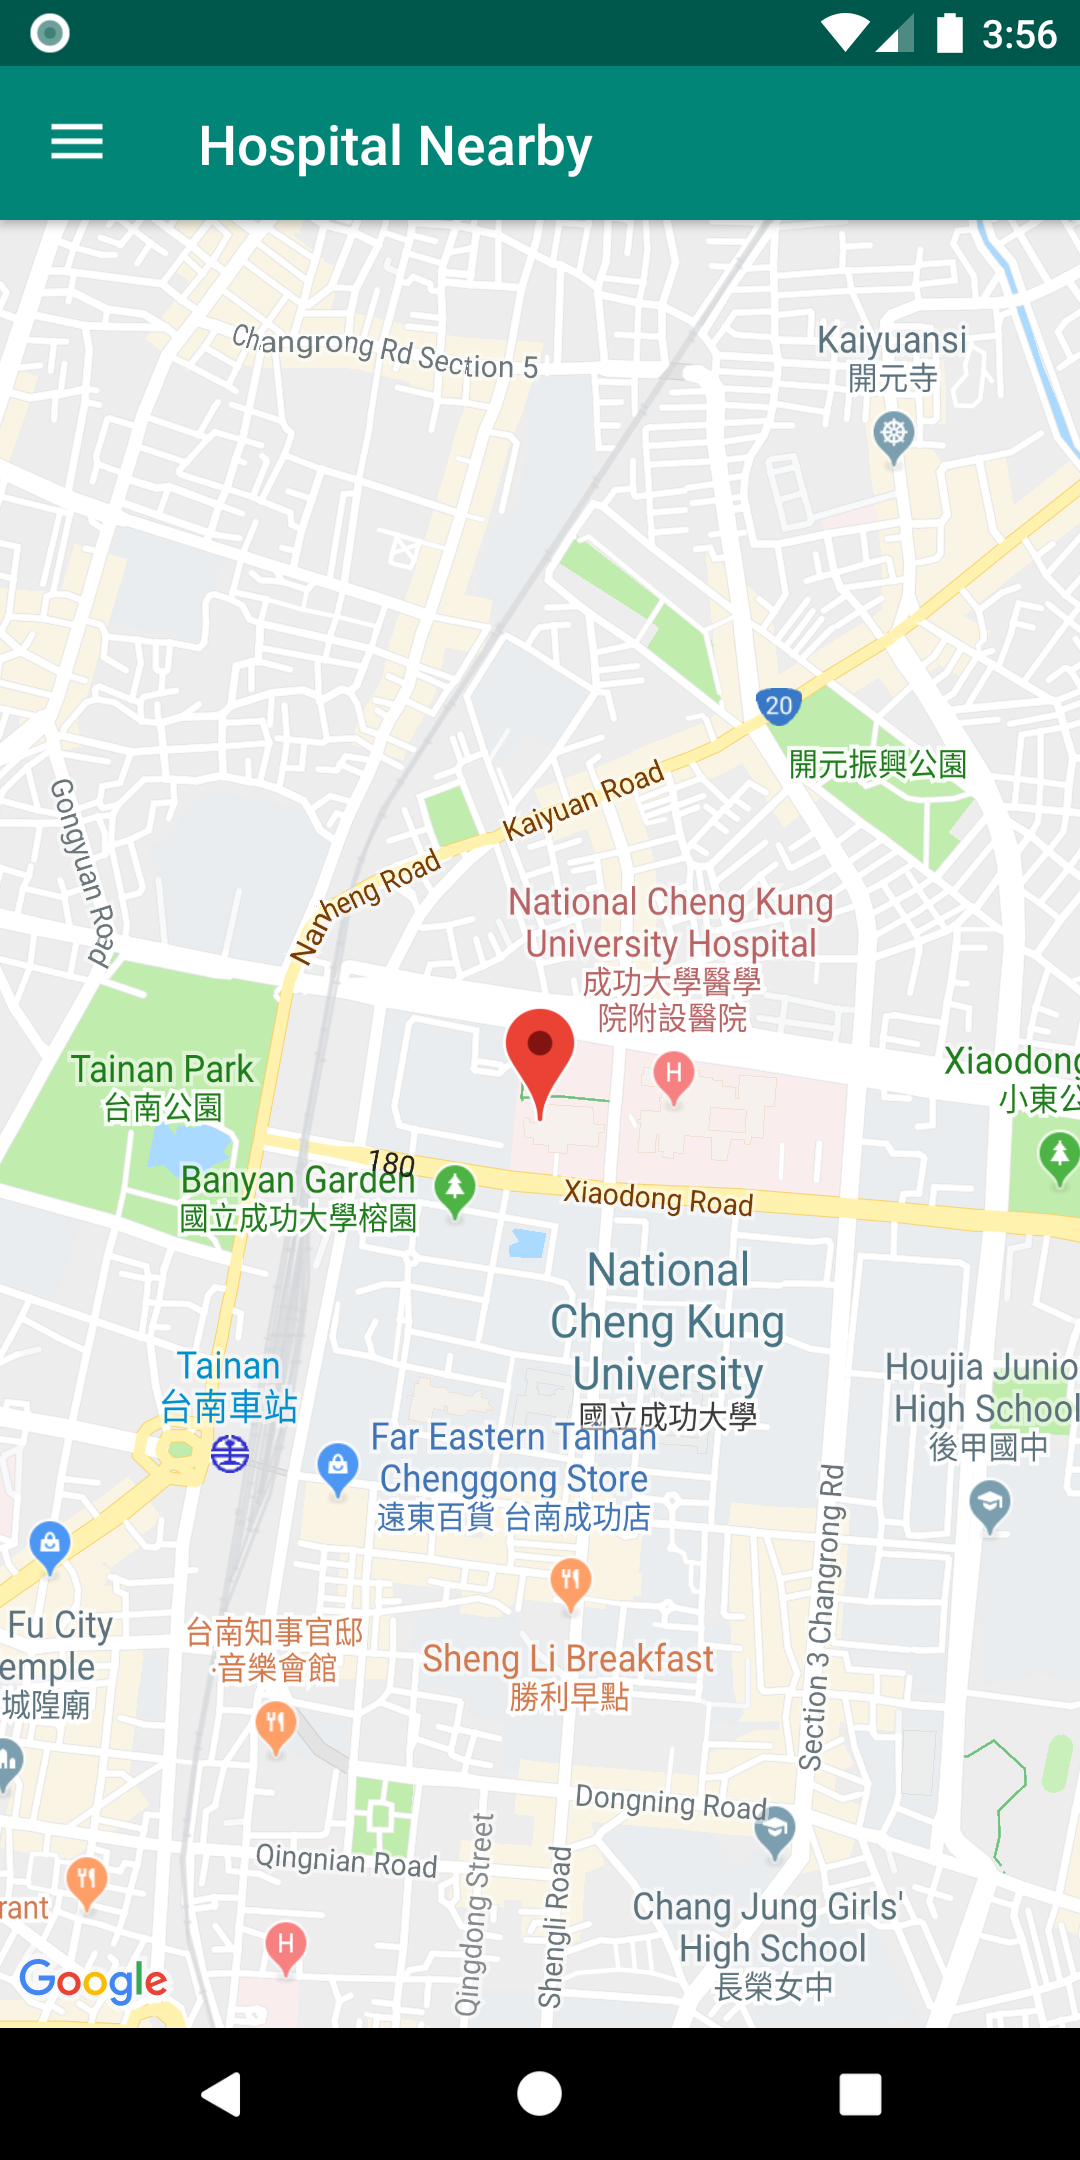 3:56
Hospital Nearby
Changrong Rd Section 5
Kaiyuansi
開元寺
20
開元振興公園
Kaiyuan Road
Gongyuan Road
Nanheng Road
National Cheng Kung
University Hospital
成功大學醫學
院附設醫院
H
Tainan Park
台南公園
Xiaodong
小東公
180
Banyan Garden
國立成功大學榕園
Xiaodong Road
National
Cheng Kung
University
國立成功大學
Tainan
台南車站
Houjia Junio
High School
後甲國中
Far Eastern Tainan
Chenggong Store
遠東百貨 台南成功店
Section 3 Changrong Rd
Fu City
emple
城隍廟
台南知事官邸
·音樂會館
Sheng Li Breakfast
勝利早點
Dongning Road
Qingnian Road
Qingdong Street
Shengli Road
rant
H
Chang Jung Girls'
High School
長榮女中
Google